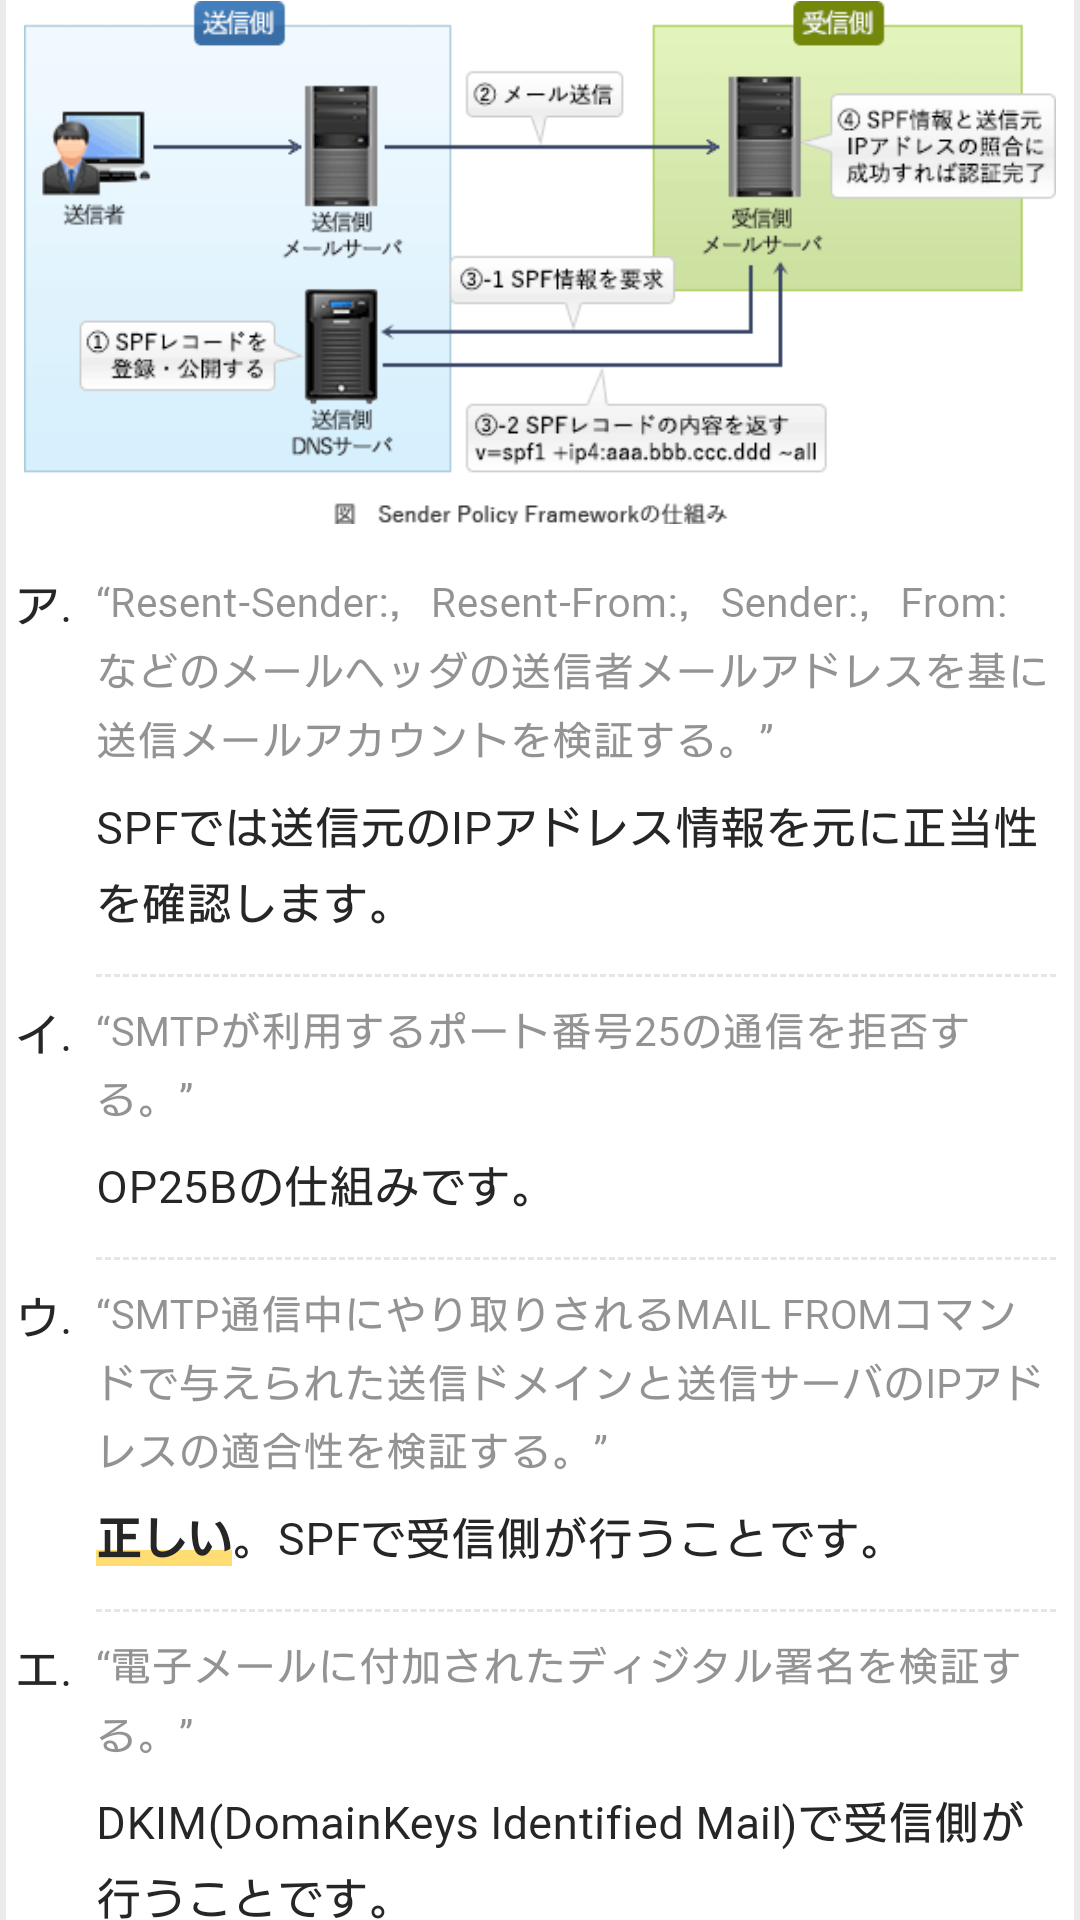 送信側
受信側
② メール送信
④ SPF情報と送信元
IPアドレスの照合に
成功すれば認証完了
送信者
送信側
メールサーバ
受信側
メールサーバ
③-1 SPF情報を要求
① SPFレコードを
登録・公開する
送信側
DNSサーバ
③-2 SPFレコードの内容を返す
v=spf1 +ip4:aaa.bbb.ccc.ddd ~all
図　Sender Policy Frameworkの仕組み
ア. “Resent-Sender:， Resent-From:， Sender:， From:
などのメールヘッダの送信者メールアドレスを基に
送信メールアカウントを検証する。”
SPFでは送信元のIPアドレス情報を元に正当性
を確認します。
イ. “SMTPが利用するポート番号25の通信を拒否す
る。”
OP25Bの仕組みです。
ウ. “SMTP通信中にやり取りされるMAIL FROMコマン
ドで与えられた送信ドメインと送信サーバのIPアド
レスの適合性を検証する。”
正しい。SPFで受信側が行うことです。
エ. “電子メールに付加されたディジタル署名を検証す
る。”
DKIM(DomainKeys Identified Mail)で受信側が
行うことです。